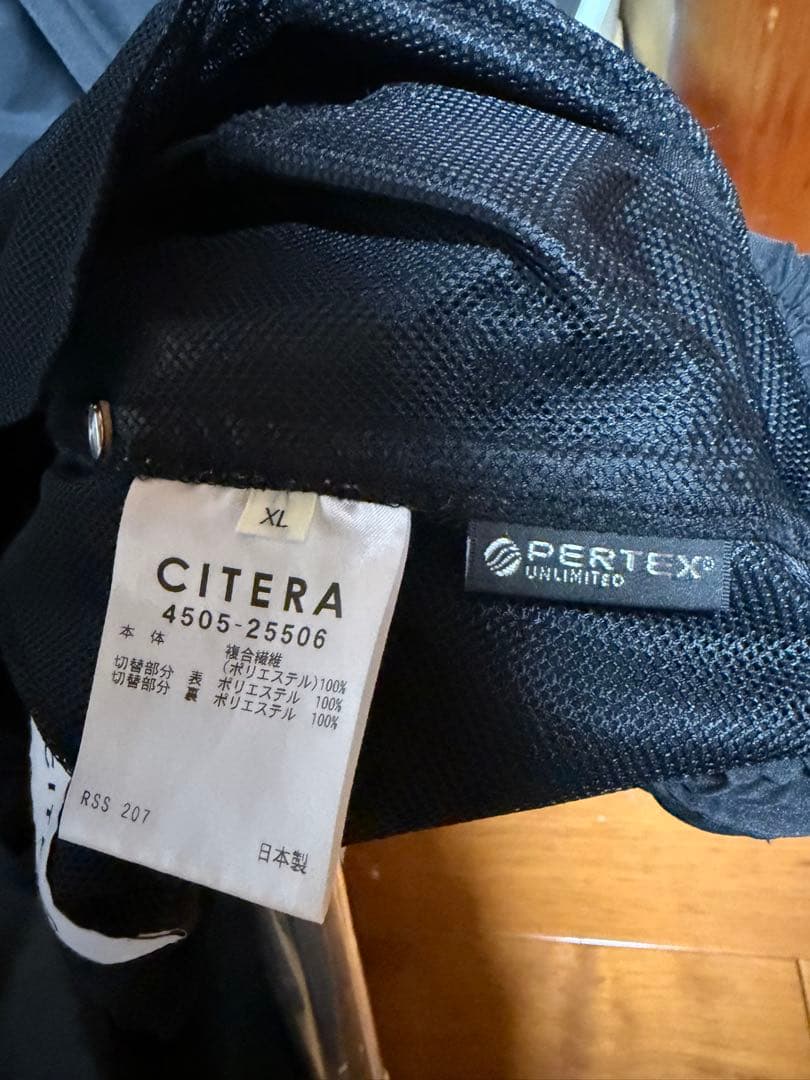 XL
CITERA
4505-25506
本体 複合繊維
(ポリエステル)100%
切替部分 表 ポリエステル 100%
切替部分 裏 ポリエステル 100%
RSS 207
日本製
PERTEX®
UNLIMITED